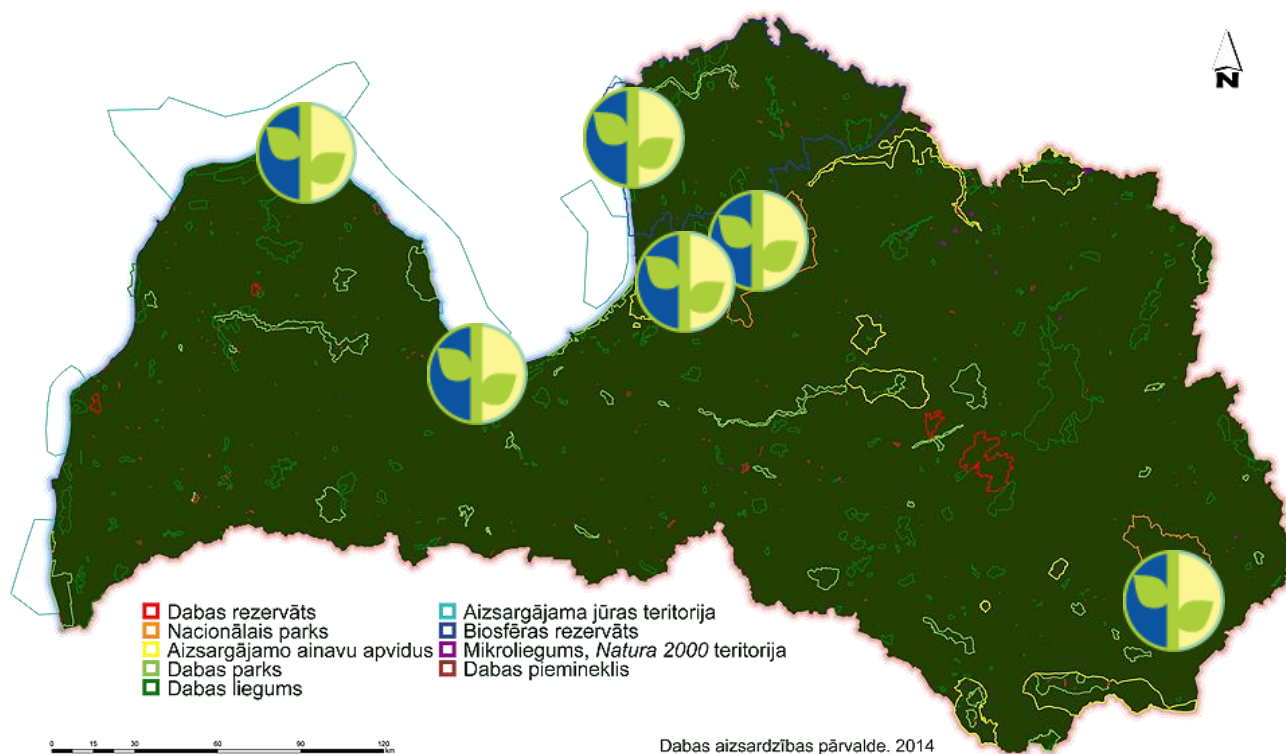 N
Dabas rezervāts
Nacionālais parks
Aizsargājamo ainavu apvidus
Dabas parks
Dabas liegums
Aizsargājama jūras teritorija
Biosfēras rezervāts
Mikroliegums, Natura 2000 teritorija
Dabas piemineklis
0 15 30 60 90 120
km
Dabas aizsardzības pārvalde. 2014